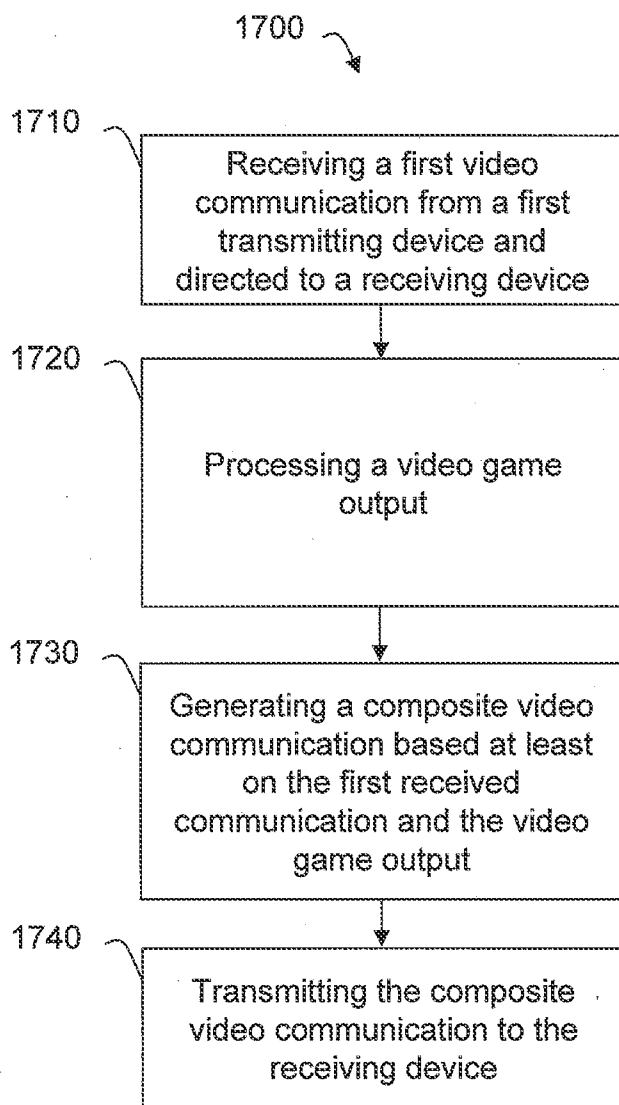 1700
1710
Receiving a first video
communication from a first
transmitting device and
directed to a receiving device
1720
Processing a video game
output
1730
Generating a composite video
communication based at least
on the first received
communication and the video
game output
1740
Transmitting the composite
video communication to the
receiving device